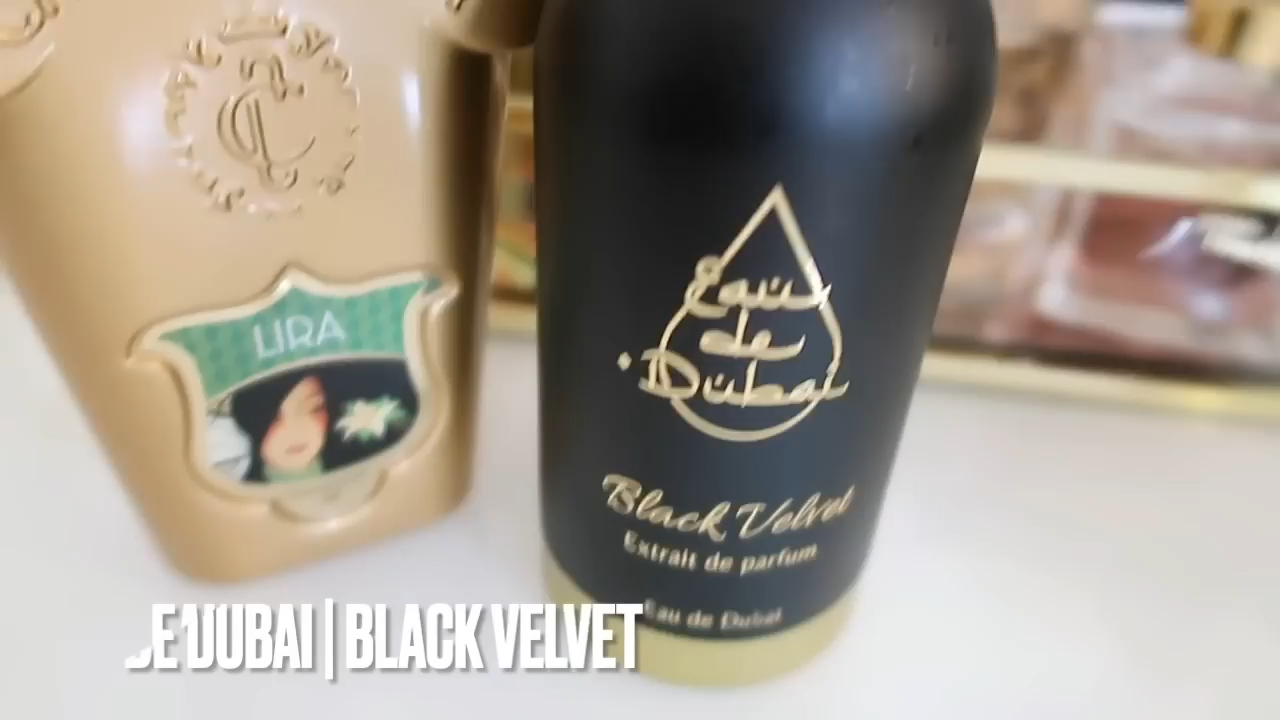 LIRA
Eau
de
Dubai
Black Velvet
Extrait de parfum
Eau de Dubai
DUBAI | BLACK VELVET